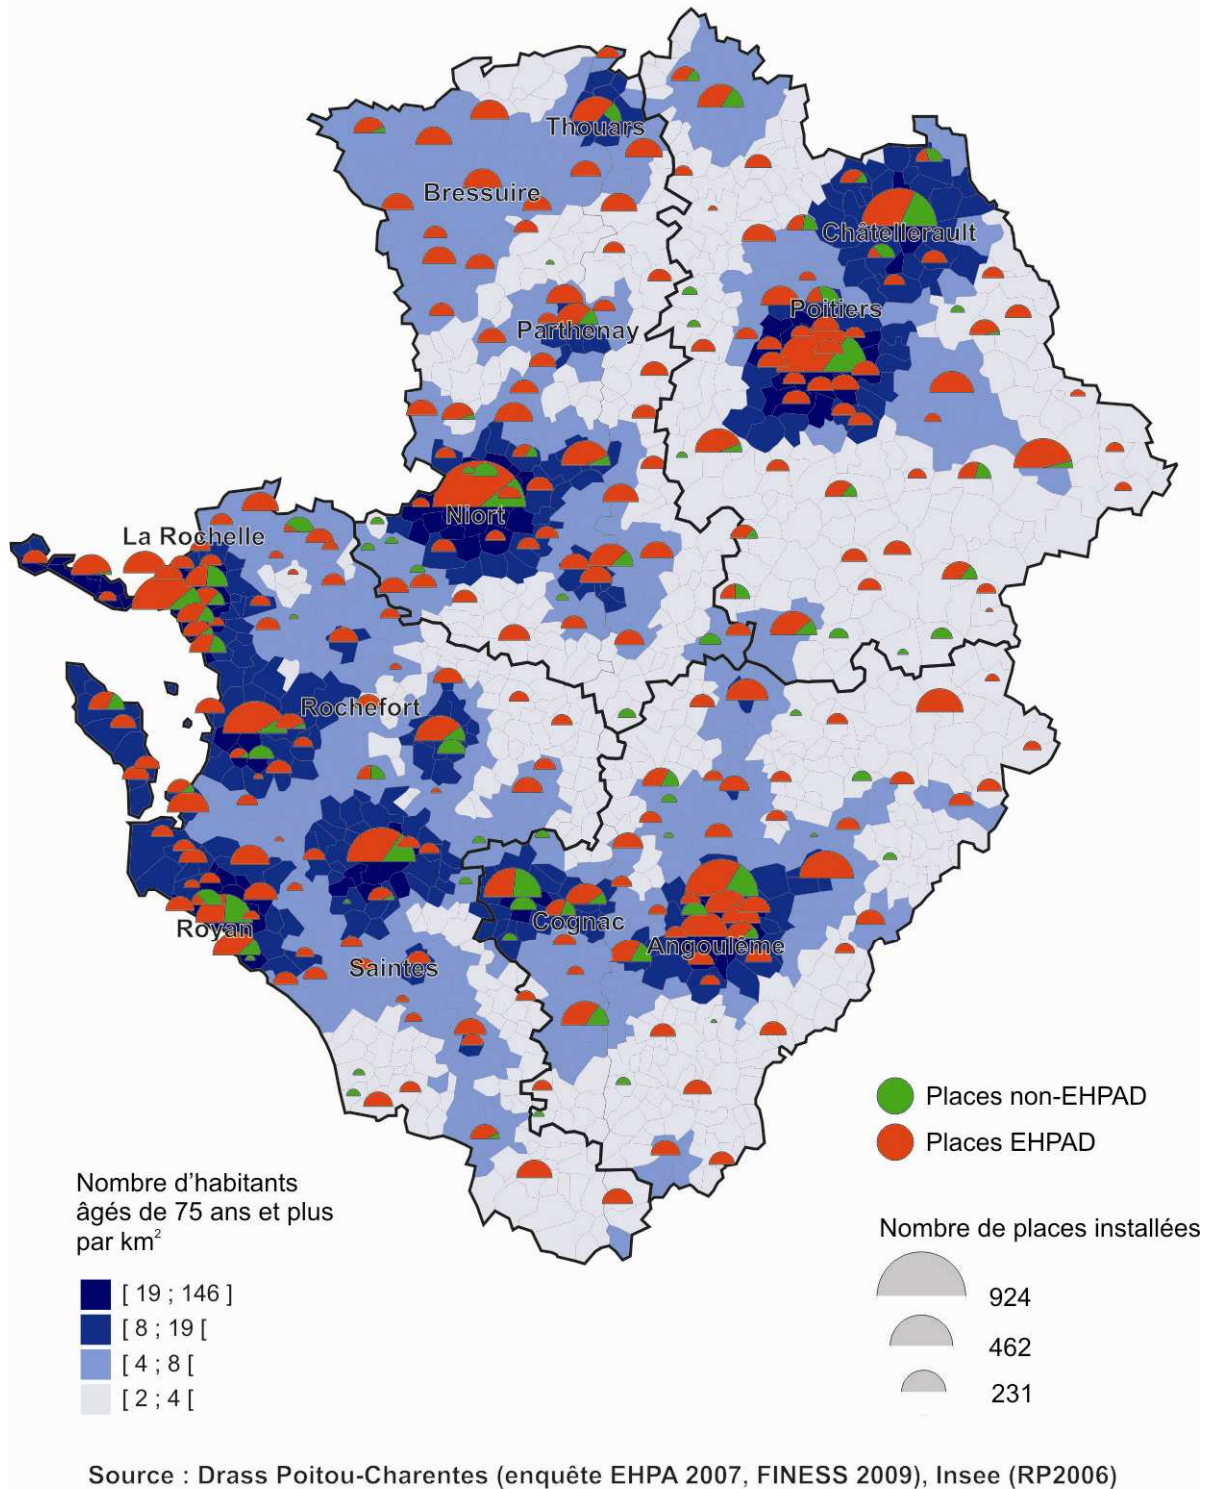 Thouars
Bressuire
Châtellerault
Poitiers
Parthenay
Niort
La Rochelle
Rochefort
Cognac
Royan
Angoulême
Saintes
Places non-EHPAD
Places EHPAD
Nombre d'habitants
âgés de 75 ans et plus
par km²
[ 19 ; 146 ]
[ 8 ; 19 [
[ 4 ; 8 [
[ 2 ; 4 [
Nombre de places installées
924
462
231
Source : Drass Poitou-Charentes (enquête EHPA 2007, FINESS 2009), Insee (RP2006)